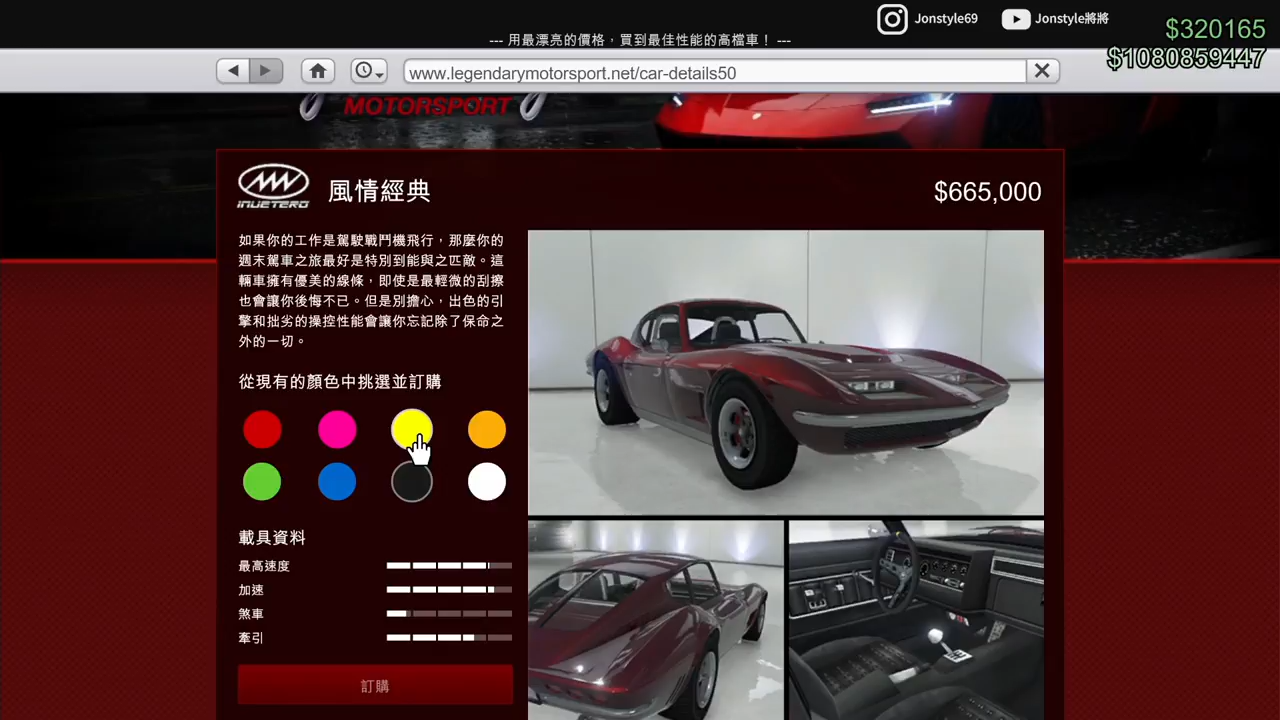 Jonstyle69
Jonstyle將將
$320165
--- 用最漂亮的價格，買到最佳性能的高檔車！ ---
$1080859447
www.legendarymotorsport.net/car-details50
MOTORSPORT
INVETERO
風情經典
$665,000
如果你的工作是駕駛戰鬥機飛行，那麼你的
週末駕車之旅最好是特別到能與之匹敵。這
輛車擁有優美的線條，即使是最輕微的刮擦
也會讓你後悔不已。但是別擔心，出色的引
擎和拙劣的操控性能會讓你忘記除了保命之
外的一切。
從現有的顏色中挑選並訂購
載具資料
最高速度
加速
煞車
牽引
訂購